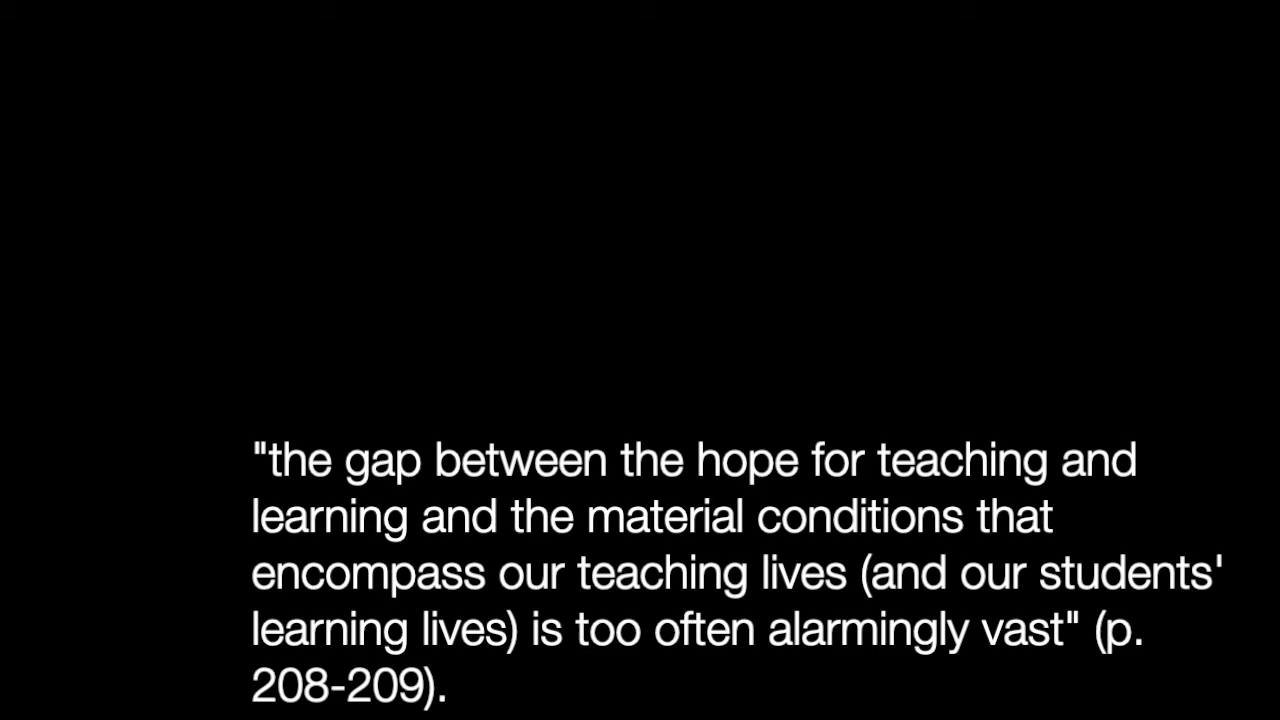 "the gap between the hope for teaching and
learning and the material conditions that
encompass our teaching lives (and our students'
learning lives) is too often alarmingly vast" (p.
208-209).